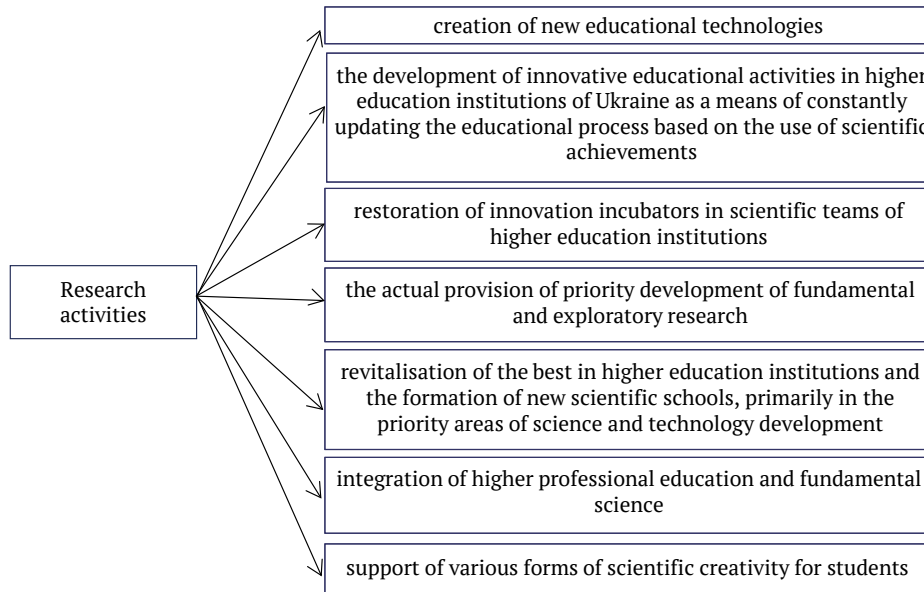 creation of new educational technologies
the development of innovative educational activities in higher
education institutions of Ukraine as a means of constantly
updating the educational process based on the use of scientific
achievements
restoration of innovation incubators in scientific teams of
higher education institutions
Research
activities
the actual provision of priority development of fundamental
and exploratory research
revitalisation of the best in higher education institutions and
the formation of new scientific schools, primarily in the
priority areas of science and technology development
integration of higher professional education and fundamental
science
support of various forms of scientific creativity for students